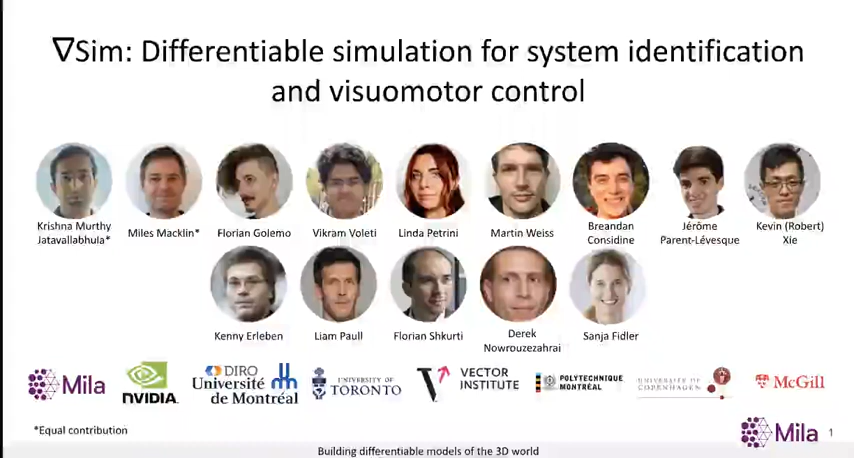 ∇Sim: Differentiable simulation for system identification
and visuomotor control
Krishna Murthy
Jatavallabhula*
Miles Macklin*
Florian Golemo
Vikram Voleti
Linda Petrini
Martin Weiss
Breandan
Considine
Jérôme
Parent-Lévesque
Kevin (Robert)
Xie
Kenny Erleben
Liam Paull
Florian Shkurti
Derek
Nowrouzezahrai
Sanja Fidler
Mila
NVIDIA.
DIRO
Université
de Montréal
UNIVERSITY OF
TORONTO
VECTOR
INSTITUTE
POLYTECHNIQUE
MONTRÉAL
UNIVERSITY OF
COPENHAGEN
McGill
*Equal contribution
Mila
1
Building differentiable models of the 3D world